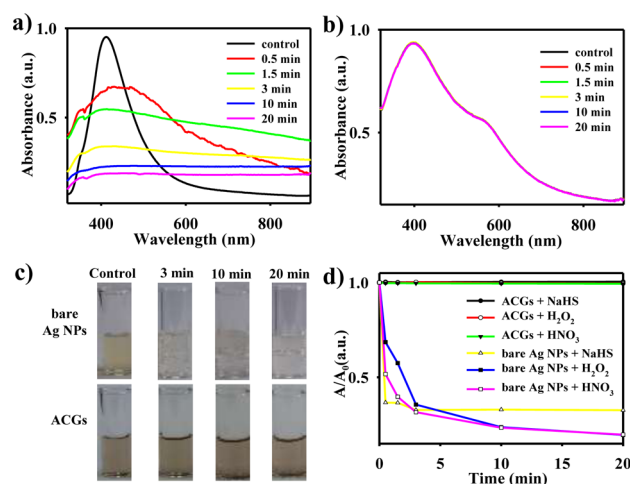 a)
1.0
0.5
Absorbance (a.u.)
control
0.5 min
1.5 min
3 min
10 min
20 min
400
600
800
Wavelength (nm)
b)
1.0
0.5
Absorbance (a.u.)
control
0.5 min
1.5 min
3 min
10 min
20 min
400
600
800
Wavelength (nm)
c)
Control
3 min
10 min
20 min
bare
Ag NPs
ACGs
d)
1.0
0.5
A/A₀(a.u.)
ACGs + NaHS
ACGs + H₂O₂
ACGs + HNO₃
bare Ag NPs + NaHS
bare Ag NPs + H₂O₂
bare Ag NPs + HNO₃
0
5
10
15
20
Time (min)